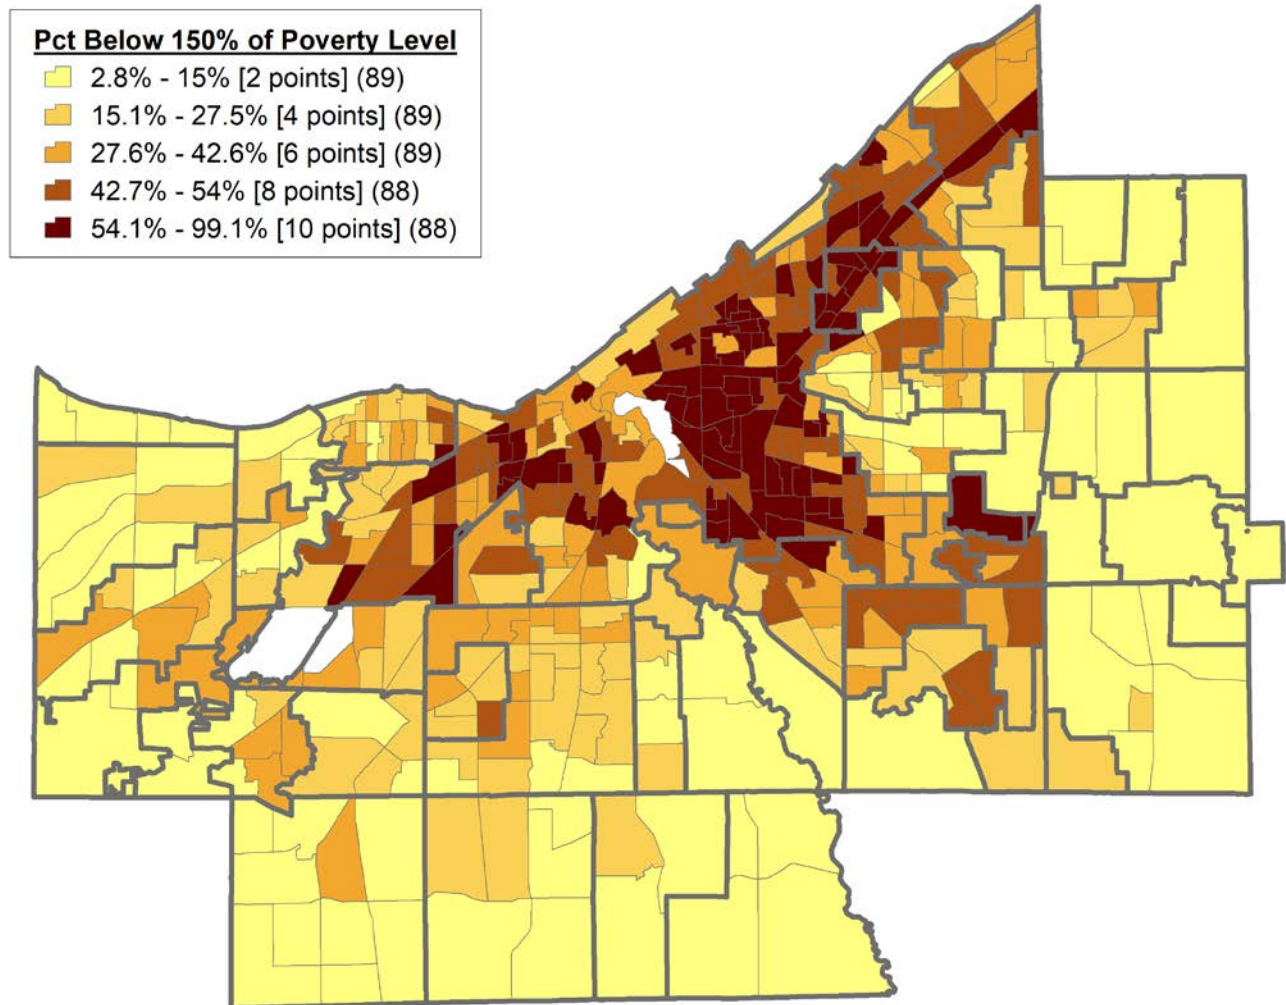 Pct Below 150% of Poverty Level
2.8% - 15% [2 points] (89)
15.1% - 27.5% [4 points] (89)
27.6% - 42.6% [6 points] (89)
42.7% - 54% [8 points] (88)
54.1% - 99.1% [10 points] (88)